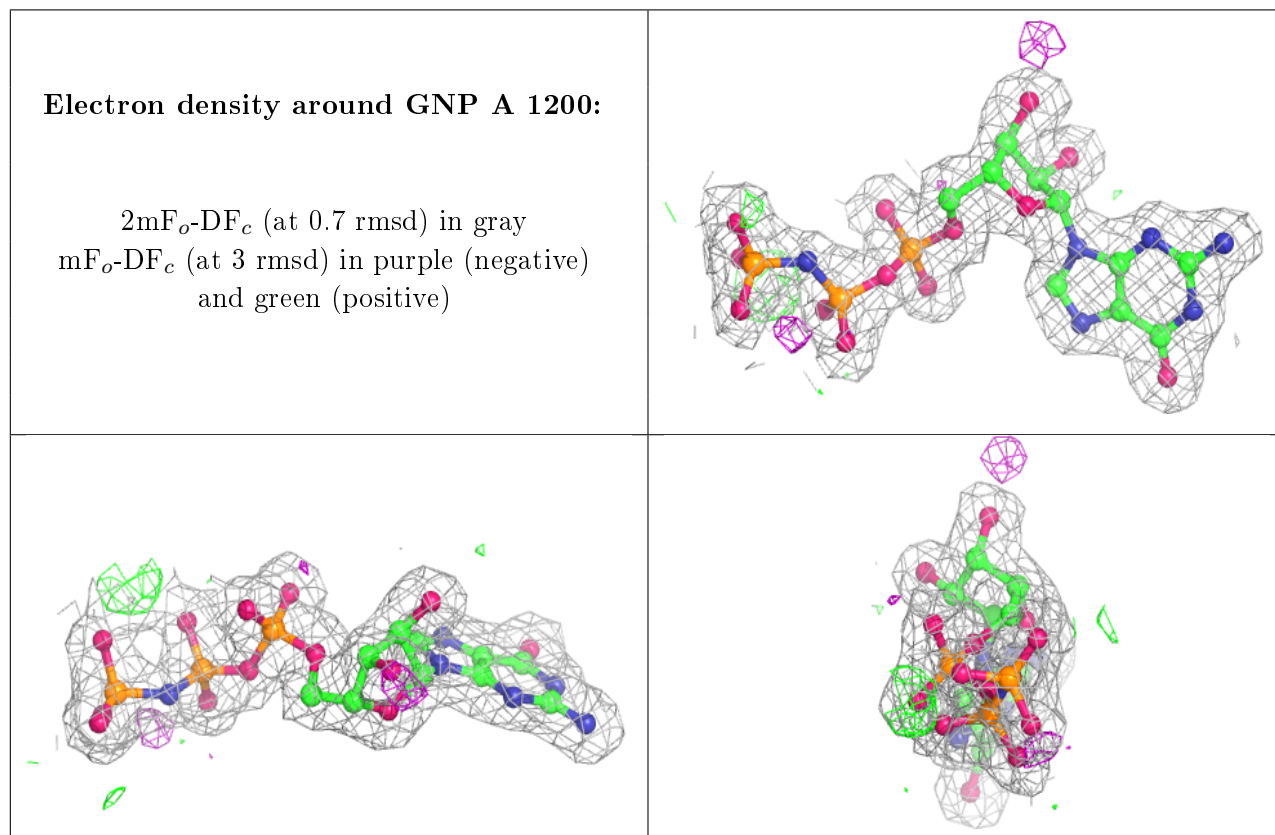 Electron density around GNP A 1200:
2mFₒ-DF𝒸 (at 0.7 rmsd) in gray
mFₒ-DF𝒸 (at 3 rmsd) in purple (negative)
and green (positive)